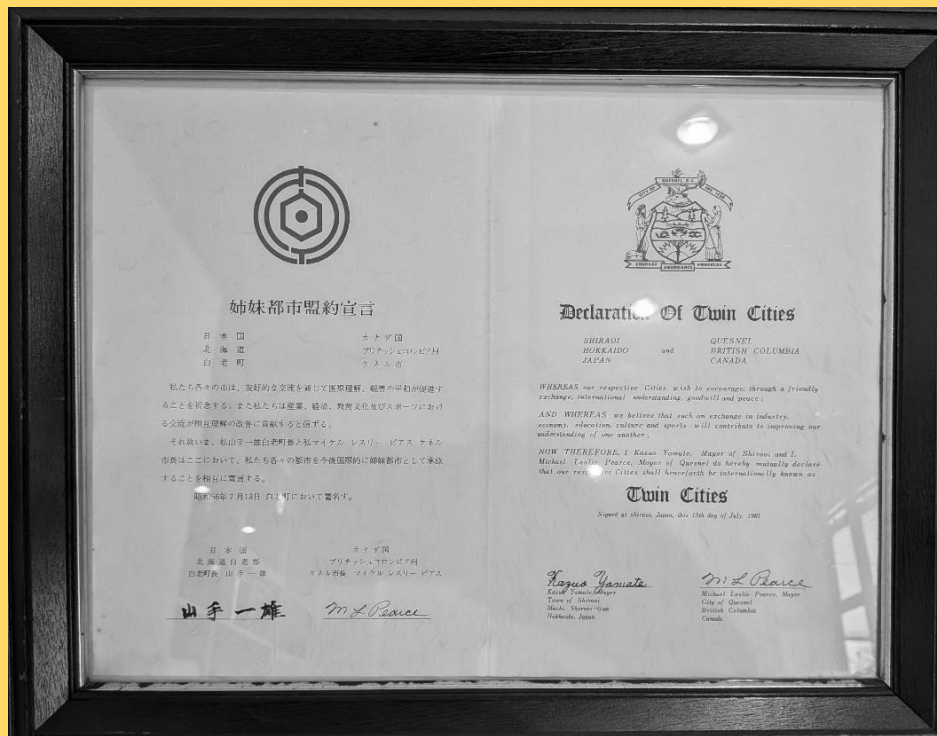 姉妹都市盟約宣言
日本国
北海道
白老町
カナダ国
ブリテッシュコロンビア州
ケネル市
私たち各々の市は、友好的な交流を通じて国際理解、親善や平和が促進す
ることを祈念する。また私たちは産業、経済、教育文化及びスポーツにおけ
る交流が相互理解の改善に貢献すると信ずる。
それ故いま、私山手一雄白老町長と私マイケル レスリー ピアス ケネル
市長はここにおいて、私たち各々の都市を今後国際的に姉妹都市として承
することを相互に宣言する。
昭和56年7月13日 白老町において署名す。
日本国
北海道白老郡
白老町長 山手一雄
カナダ国
ブリテッシュコロンビア州
ケネル市長 マイケル レスリー ピアス
山手一雄
M L Pearce
CITY OF QUESNEL, B.C.
ABUNDANCE PROGRESS
Declaration Of Twin Cities
SHIRAOI
HOKKAIDO
JAPAN
and
QUESNEL
BRITISH COLUMBIA
CANADA
WHEREAS our respective Cities wish to encourage, through a friendly
exchange, international understanding, goodwill and peace;
AND WHEREAS we believe that such an exchange in industry,
economy, education, culture and sports will contribute to improving our
understanding of one another;
NOW THEREFORE, I Kazuo Yamate, Mayor of Shiraoi and I,
Michael Leslie Pearce, Mayor of Quesnel do hereby mutually declare
that our Cities shall henceforth be internationally known as
Twin Cities
Signed at Shiraoi, Japan, this 13th day of July,
Kazuo Yamate
Kazuo Yamate, Mayor
Town of Shiraoi
Machi Shiraoi-Gun
Hokkaido, Japan
M L Pearce
Michael Leslie Pearce, Mayor
City of Quesnel
British Columbia
Canada